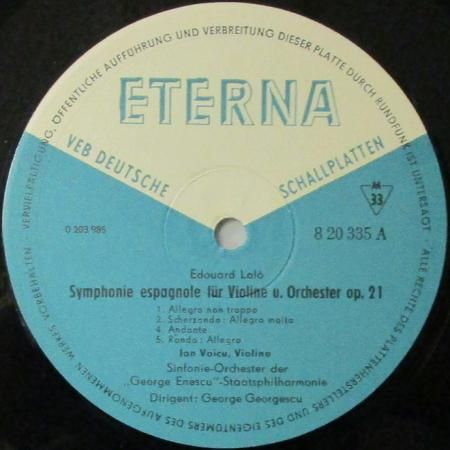 VERVIELFÄLTIGUNG, ÖFFENTLICHE AUFFÜHRUNG UND VERBREITUNG DIESER PLATTE DURCH RUNDFUNK IST UNTERSAGT · ALLE RECHTE DES PLATTENHERSTELLERS UND DES EIGENTÜMERS DES AUFGENOMMENEN WERKES VORBEHALTEN
ETERNA
VEB DEUTSCHE SCHALLPLATTEN
M
33
0 203 985
8 20 335 A
Edouard Lalo
Symphonie espagnole für Violine u. Orchester op. 21
1. Allegro non troppo
2. Scherzando: Allegro molto
4. Andante
5. Rondo: Allegro
Ion Voicu, Violine
Sinfonie-Orchester der
„George Enescu"-Staatsphilharmonie
Dirigent: George Georgescu